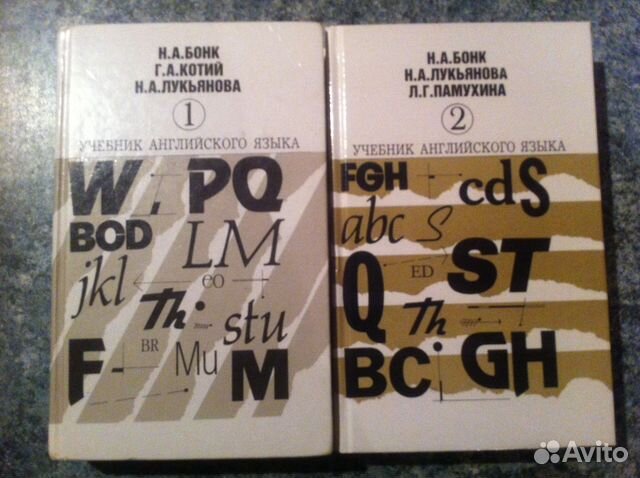 Н.А.БОНК
Г.А.КОТИЙ
Н.А.ЛУКЬЯНОВА
1
УЧЕБНИК АНГЛИЙСКОГО ЯЗЫКА
W PQ
BOD
LM
jkl
eo
Th
stu
BR
F Mu M
Н.А.БОНК
Н.А.ЛУКЬЯНОВА
Л.Г.ПАМУХИНА
2
УЧЕБНИК АНГЛИЙСКОГО ЯЗЫКА
FGH cdS
abc S
ED ST
Q Th
BC GH
Avito